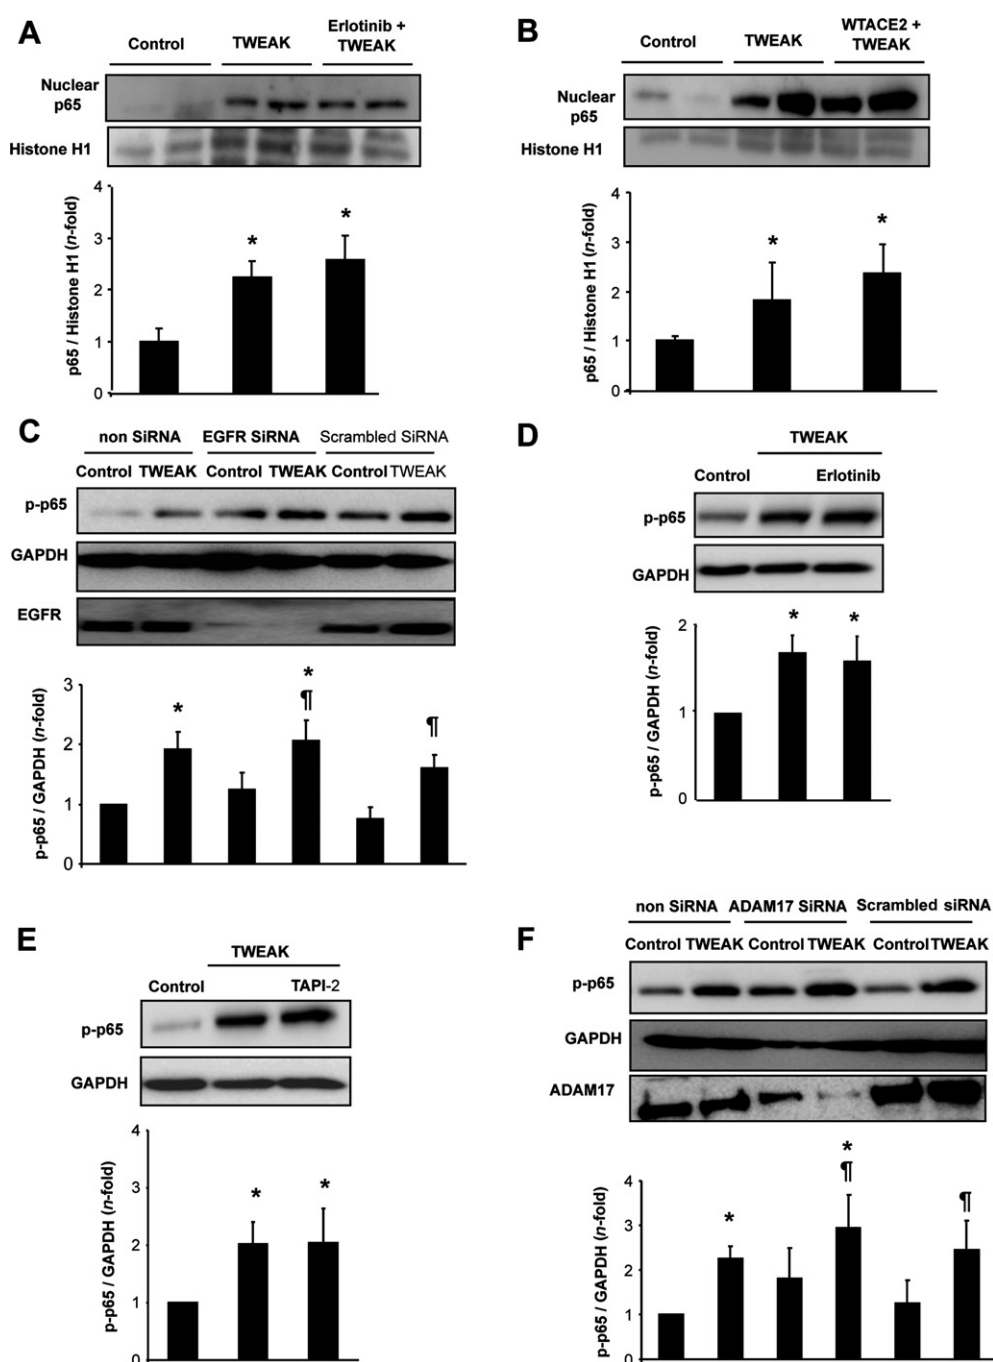 A
Control
TWEAK
Erlotinib +
TWEAK
Nuclear
p65
Histone H1
p65 / Histone H1 (n-fold)
4
3
2
1
0
*
*
B
Control
TWEAK
WTACE2 +
TWEAK
Nuclear
p65
Histone H1
p65 / Histone H1 (n-fold)
4
3
2
1
0
*
*
C
non SiRNA EGFR SiRNA Scrambled SiRNA
Control TWEAK Control TWEAK Control TWEAK
p-p65
GAPDH
EGFR
p-p65 / GAPDH (n-fold)
3
2
1
0
*
*
¶
¶
D
TWEAK
Control Erlotinib
p-p65
GAPDH
p-p65 / GAPDH (n-fold)
2
1
0
* *
E
TWEAK
Control TAPI-2
p-p65
GAPDH
p-p65 / GAPDH (n-fold)
4
3
2
1
0
* *
F
non SiRNA ADAM17 SiRNA Scrambled siRNA
Control TWEAK Control TWEAK Control TWEAK
p-p65
GAPDH
ADAM17
p-p65 / GAPDH (n-fold)
4
3
2
1
0
*
*
¶
¶